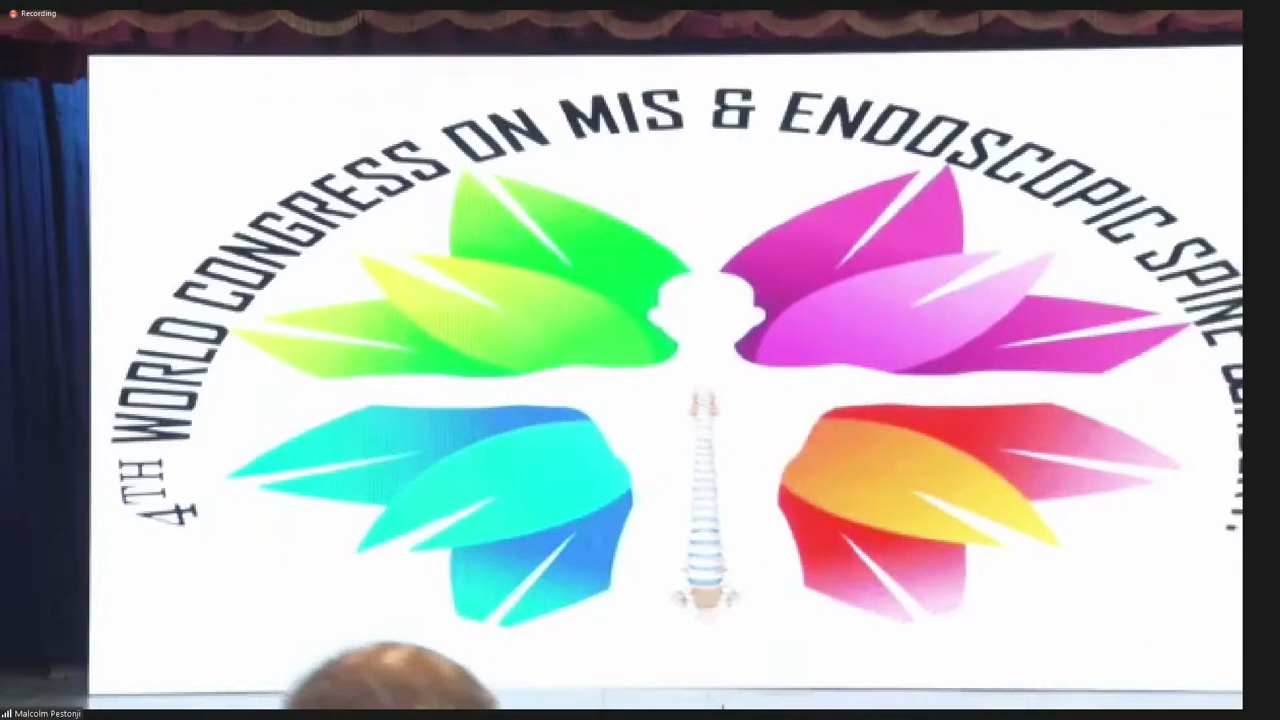 Recording
4TH WORLD CONGRESS ON MIS & ENDOSCOPIC SPINE
Malcolm Pestonji